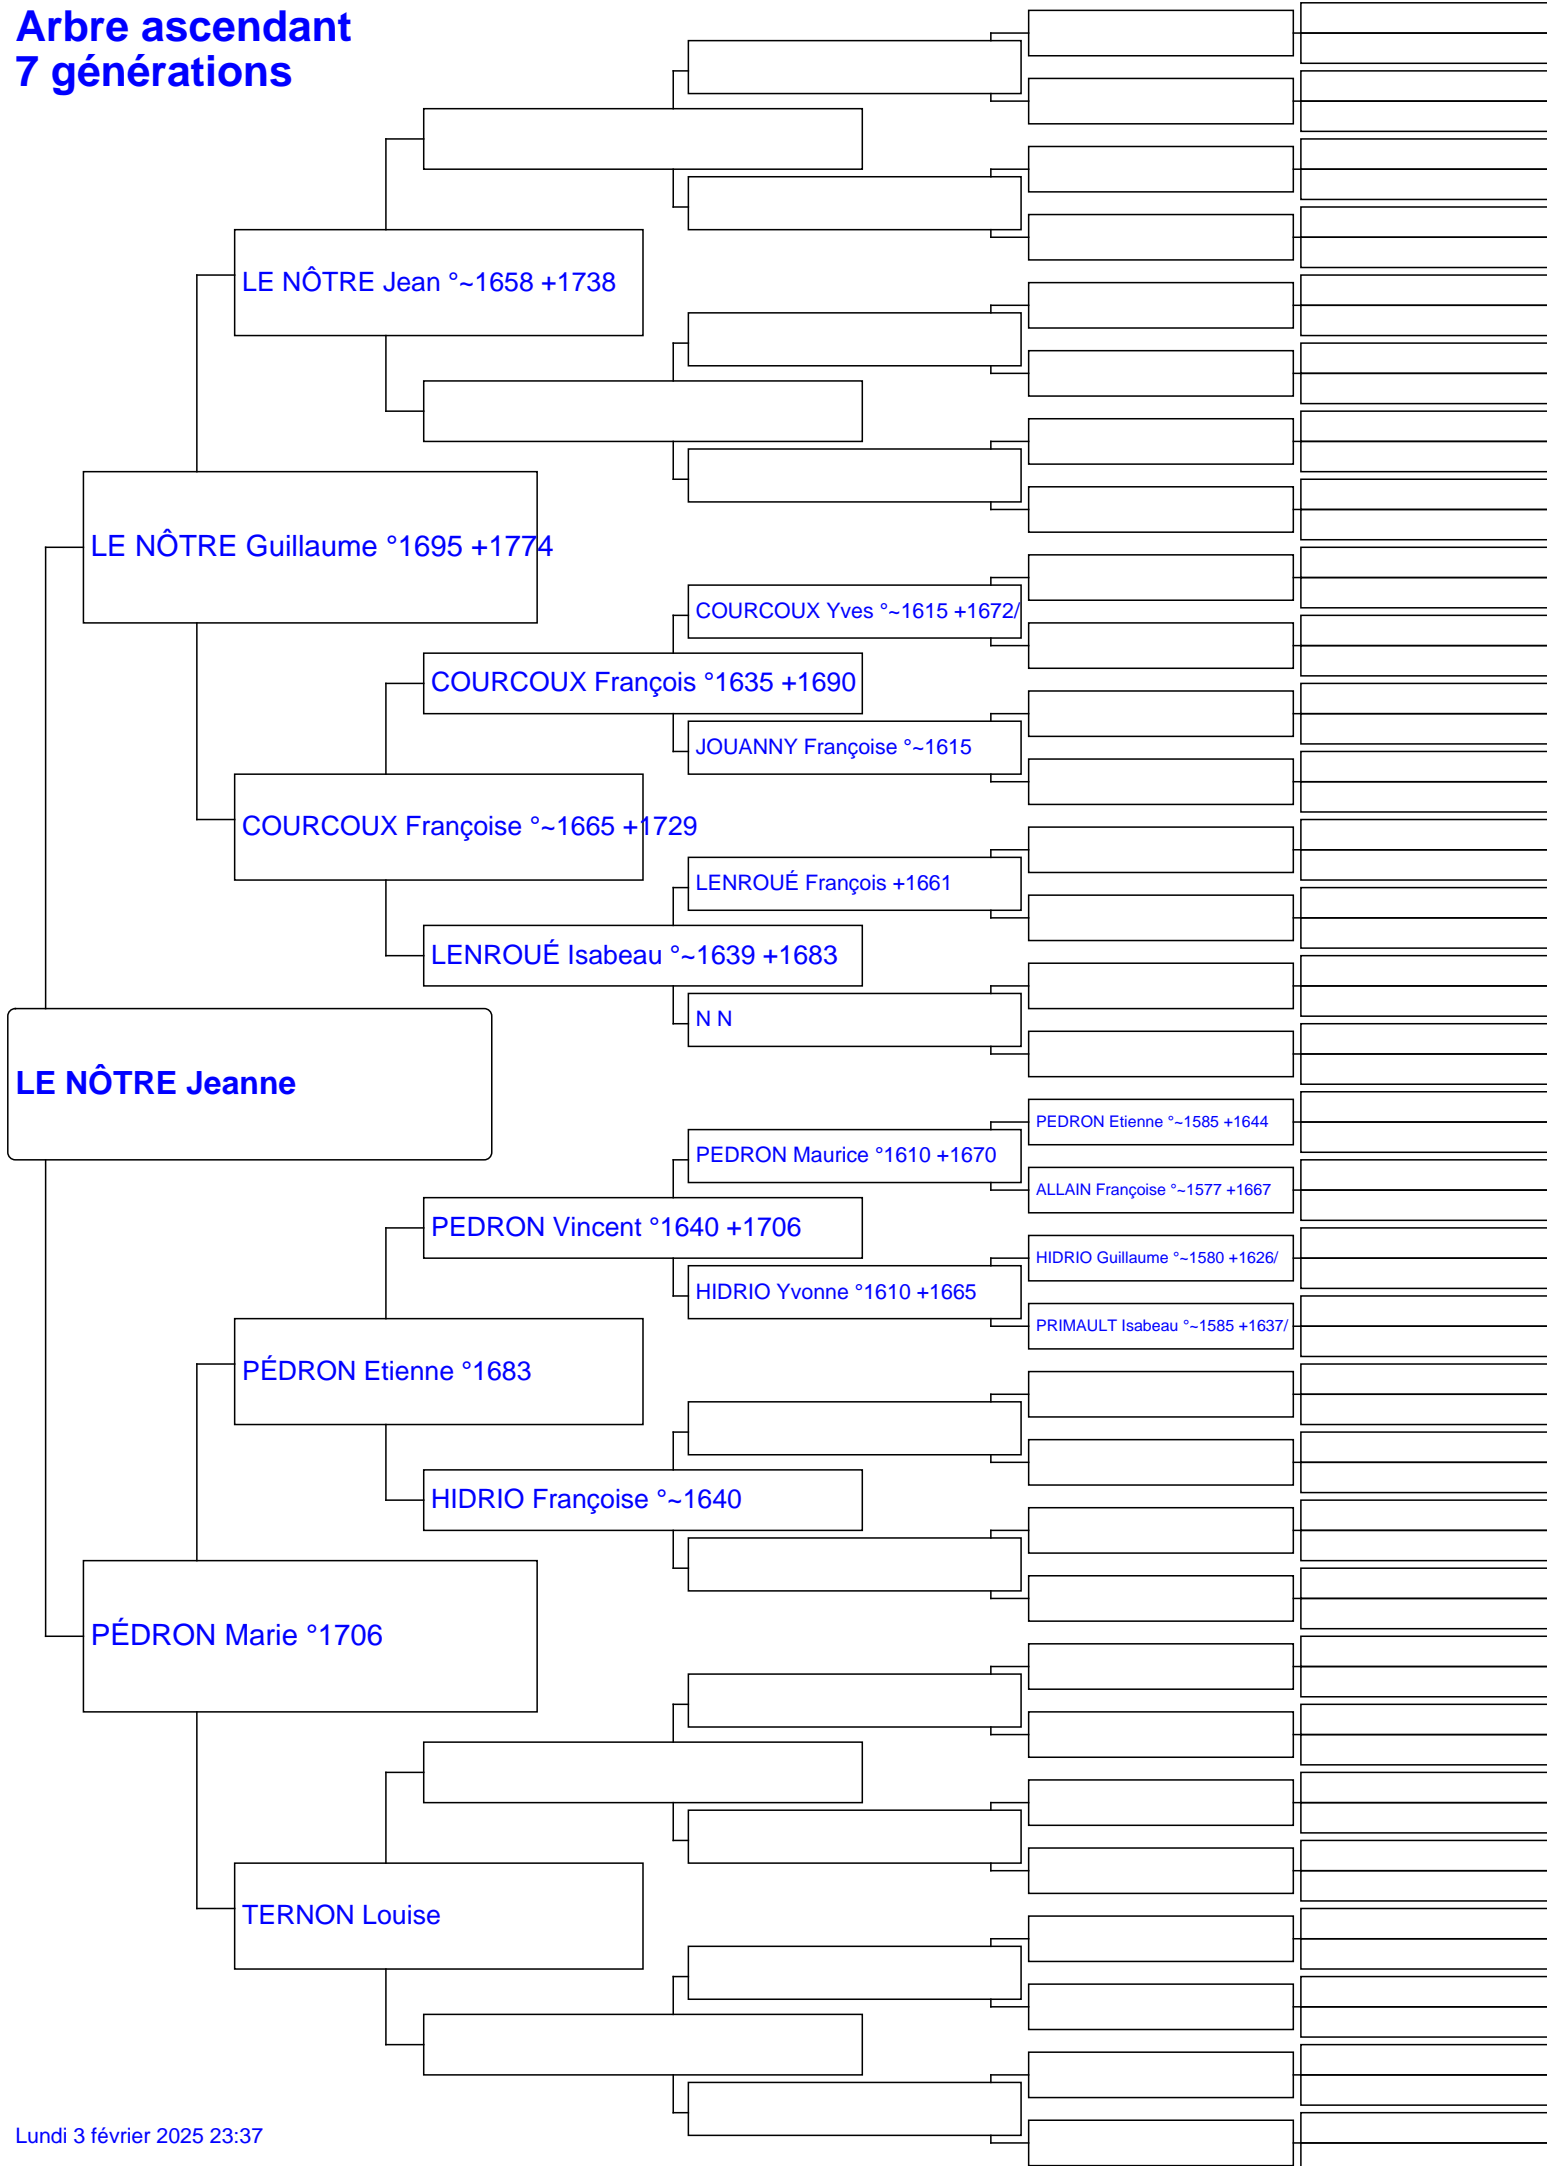 Arbre ascendant
7 générations
LE NÔTRE Jean °~1658 +1738
LE NÔTRE Guillaume °1695 +1774
COURCOUX Yves °~1615 +1672/
COURCOUX François °1635 +1690
JOUANNY Françoise °~1615
COURCOUX Françoise °~1665 +1729
LENROUÉ François +1661
LENROUÉ Isabeau °~1639 +1683
N N
LE NÔTRE Jeanne
PEDRON Etienne °~1585 +1644
PEDRON Maurice °1610 +1670
ALLAIN Françoise °~1577 +1667
PEDRON Vincent °1640 +1706
HIDRIO Guillaume °~1580 +1626/
HIDRIO Yvonne °1610 +1665
PRIMAULT Isabeau °~1585 +1637/
PÉDRON Etienne °1683
HIDRIO Françoise °~1640
PÉDRON Marie °1706
TERNON Louise
Lundi 3 février 2025 23:37